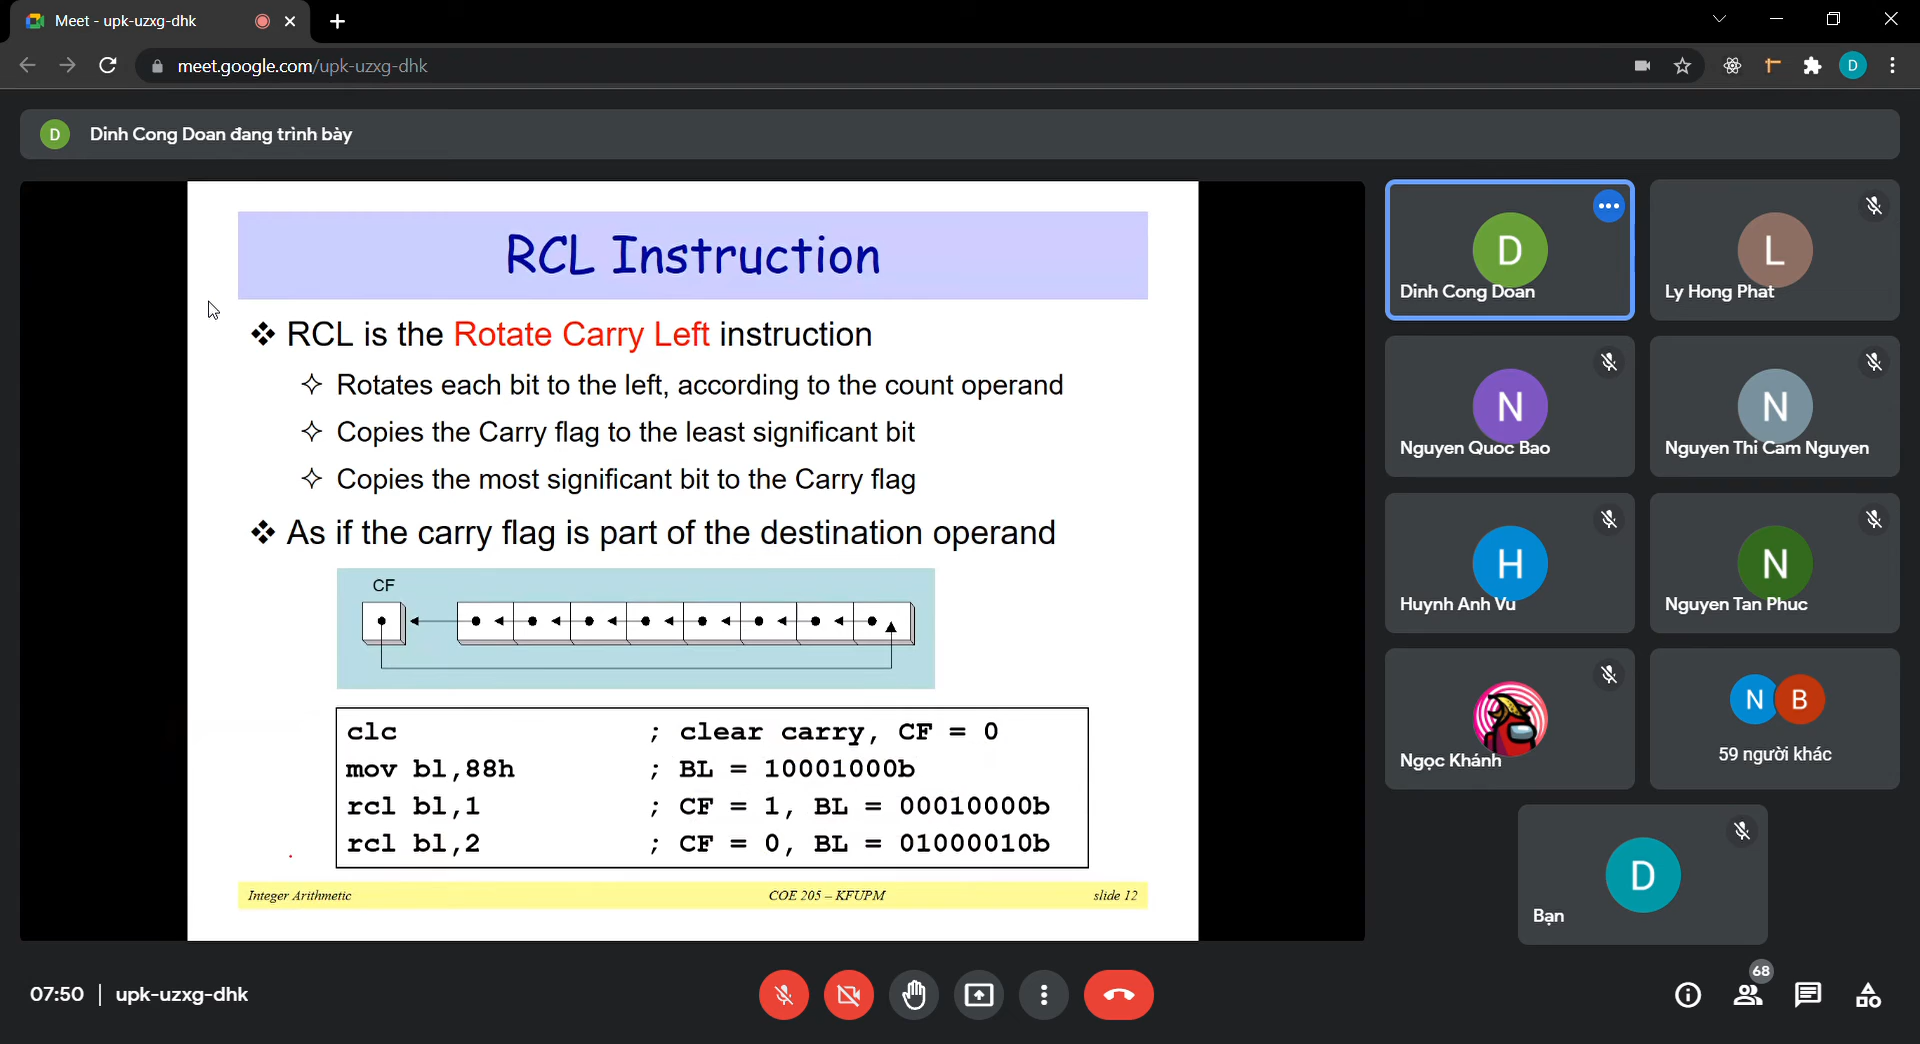 Meet - upk-uzxg-dhk
meet.google.com/upk-uzxg-dhk
D
D
Dinh Cong Doan đang trình bày
RCL Instruction
❖ RCL is the Rotate Carry Left instruction
✧ Rotates each bit to the left, according to the count operand
✧ Copies the Carry flag to the least significant bit
✧ Copies the most significant bit to the Carry flag
❖ As if the carry flag is part of the destination operand
CF
clc ; clear carry, CF = 0
mov bl,88h ; BL = 10001000b
rcl bl,1 ; CF = 1, BL = 00010000b
rcl bl,2 ; CF = 0, BL = 01000010b
Integer Arithmetic COE 205 – KFUPM slide 12
D
Dinh Cong Doan
L
Ly Hong Phat
N
Nguyen Quoc Bao
N
Nguyen Thi Cam Nguyen
H
Huynh Anh Vu
N
Nguyen Tan Phuc
Ngọc Khánh
N B
59 người khác
D
Bạn
07:50 | upk-uzxg-dhk
68